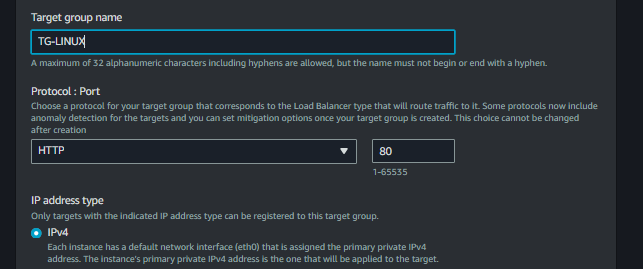 Target group name
TG-LINUX
A maximum of 32 alphanumeric characters including hyphens are allowed, but the name must not begin or end with a hyphen.
Protocol : Port
Choose a protocol for your target group that corresponds to the Load Balancer type that will route traffic to it. Some protocols now include
anomaly detection for the targets and you can set mitigation options once your target group is created. This choice cannot be changed
after creation
HTTP
80
1-65535
IP address type
Only targets with the indicated IP address type can be registered to this target group.
IPv4
Each instance has a default network interface (eth0) that is assigned the primary private IPv4
address. The instance's primary private IPv4 address is the one that will be applied to the target.